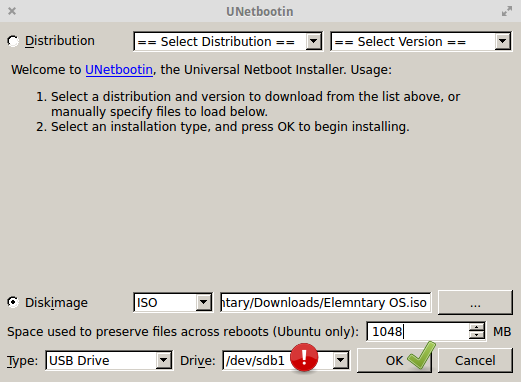 UNetbootin
Distribution == Select Distribution == == Select Version ==
Welcome to UNetbootin, the Universal Netboot Installer. Usage:
1. Select a distribution and version to download from the list above, or
manually specify files to load below.
2. Select an installation type, and press OK to begin installing.
Diskimage ISO ntary/Downloads/Elemntary OS.iso ...
Space used to preserve files across reboots (Ubuntu only): 1048 MB
Type: USB Drive Drive: /dev/sdb1 OK Cancel